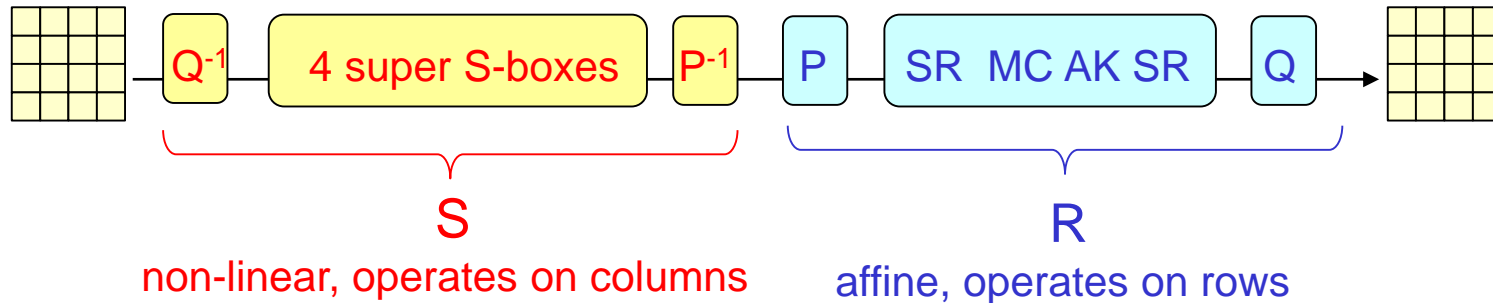 Q-1 4 super S-boxes P-1 P SR MC AK SR Q
S R
non-linear, operates on columns affine, operates on rows